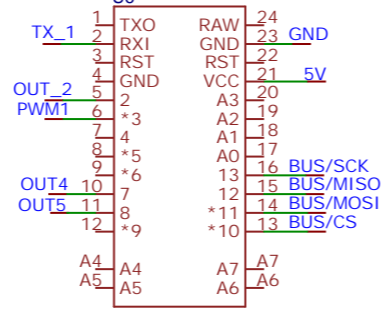 1 TXO RAW 24
TX_1 2 RXI GND 23 GND
3 RST RST 22
4 GND VCC 21 5V
OUT_2 5 2 A3 20
PWM1 6 *3 A2 19
7 4 A1 18
8 *5 A0 17
9 *6 13 16 BUS/SCK
OUT4 10 7 12 15 BUS/MISO
OUT5 11 8 *11 14 BUS/MOSI
12 *9 *10 13 BUS/CS
A4 A4 A7 A7
A5 A5 A6 A6